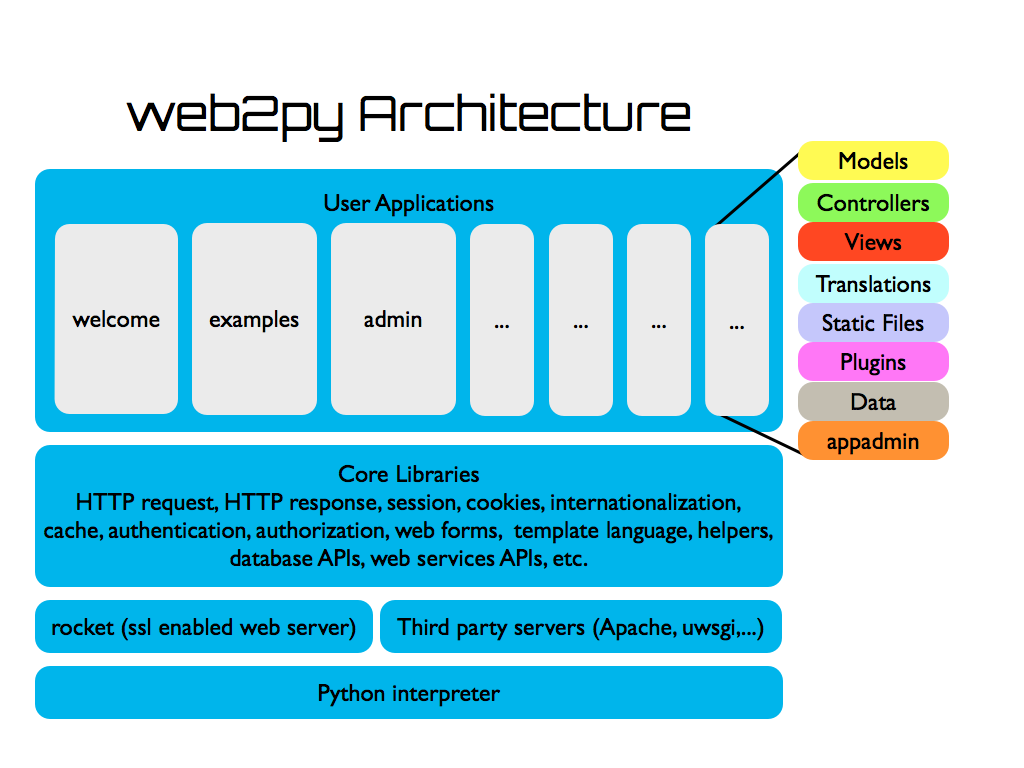 web2py Architecture
User Applications
welcome
examples
admin
...
...
...
...
Models
Controllers
Views
Translations
Static Files
Plugins
Data
appadmin
Core Libraries
HTTP request, HTTP response, session, cookies, internationalization,
cache, authentication, authorization, web forms,  template language, helpers,
database APIs, web services APIs, etc.
rocket (ssl enabled web server)
Third party servers (Apache, uwsgi,...)
Python interpreter